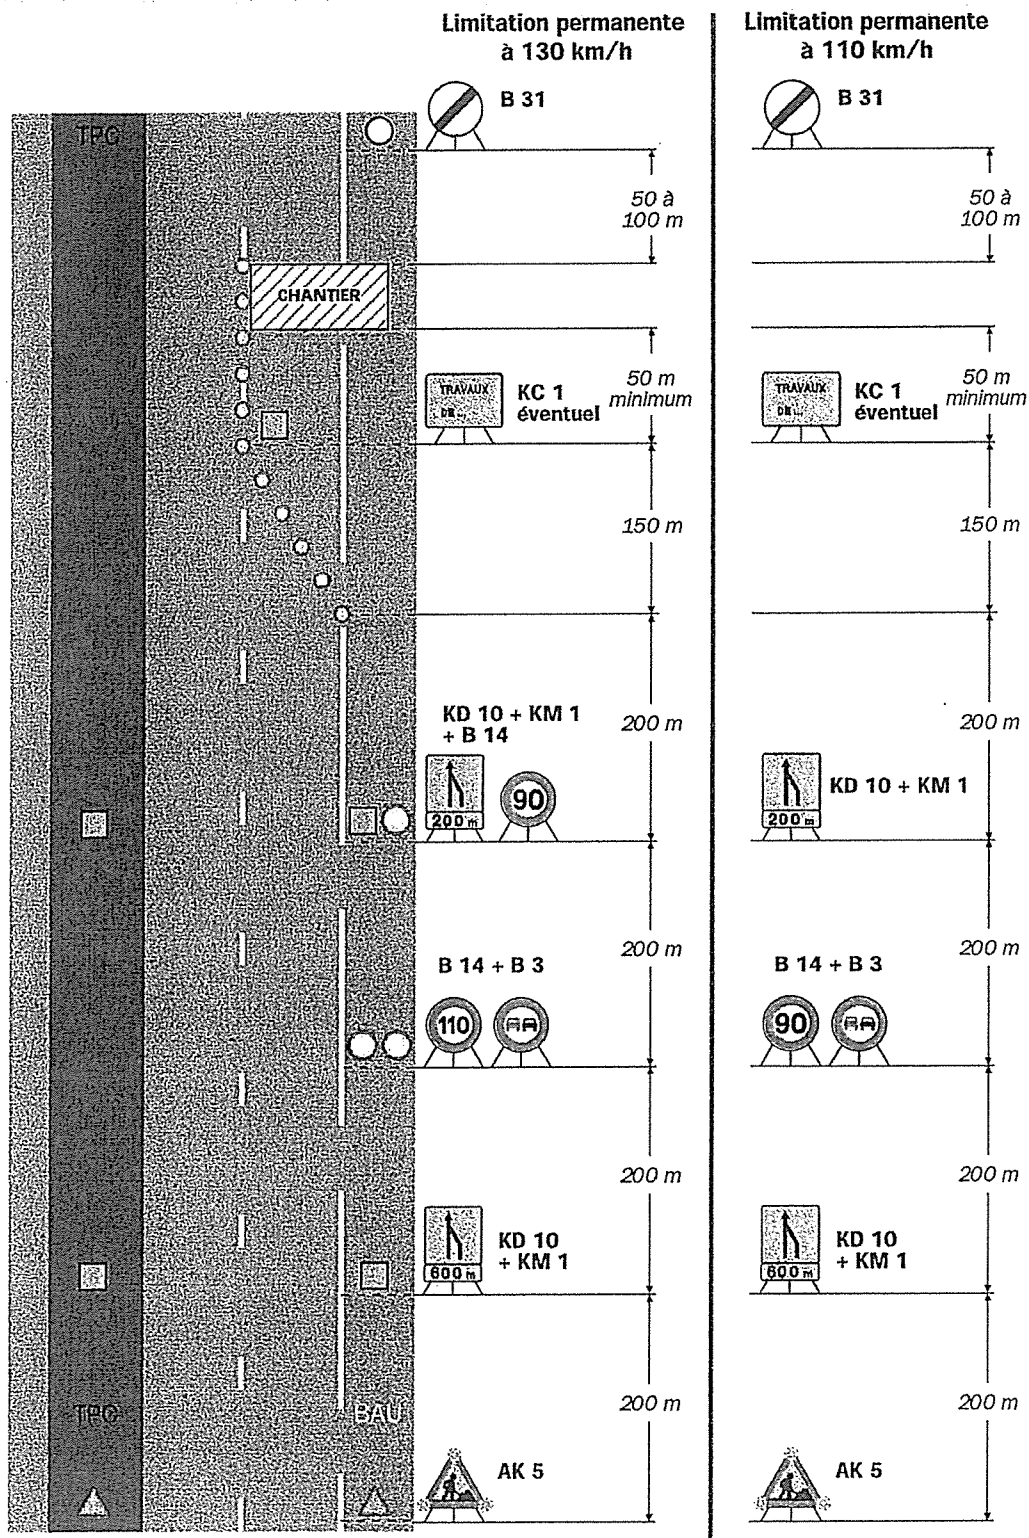 Limitation permanente
à 130 km/h
Limitation permanente
à 110 km/h
B 31
B 31
TPC
50 à
100 m
50 à
100 m
CHANTIER
TRAVAUX
DE...
KC 1
éventuel
50 m
minimum
TRAVAUX
DE...
KC 1
éventuel
50 m
minimum
150 m
150 m
KD 10 + KM 1
+ B 14
200 m
200 m
200 m
90
200 m
KD 10 + KM 1
B 14 + B 3
200 m
B 14 + B 3
200 m
110
90
200 m
200 m
KD 10
+ KM 1
600 m
KD 10
+ KM 1
600 m
TPC
BAU
200 m
200 m
AK 5
AK 5